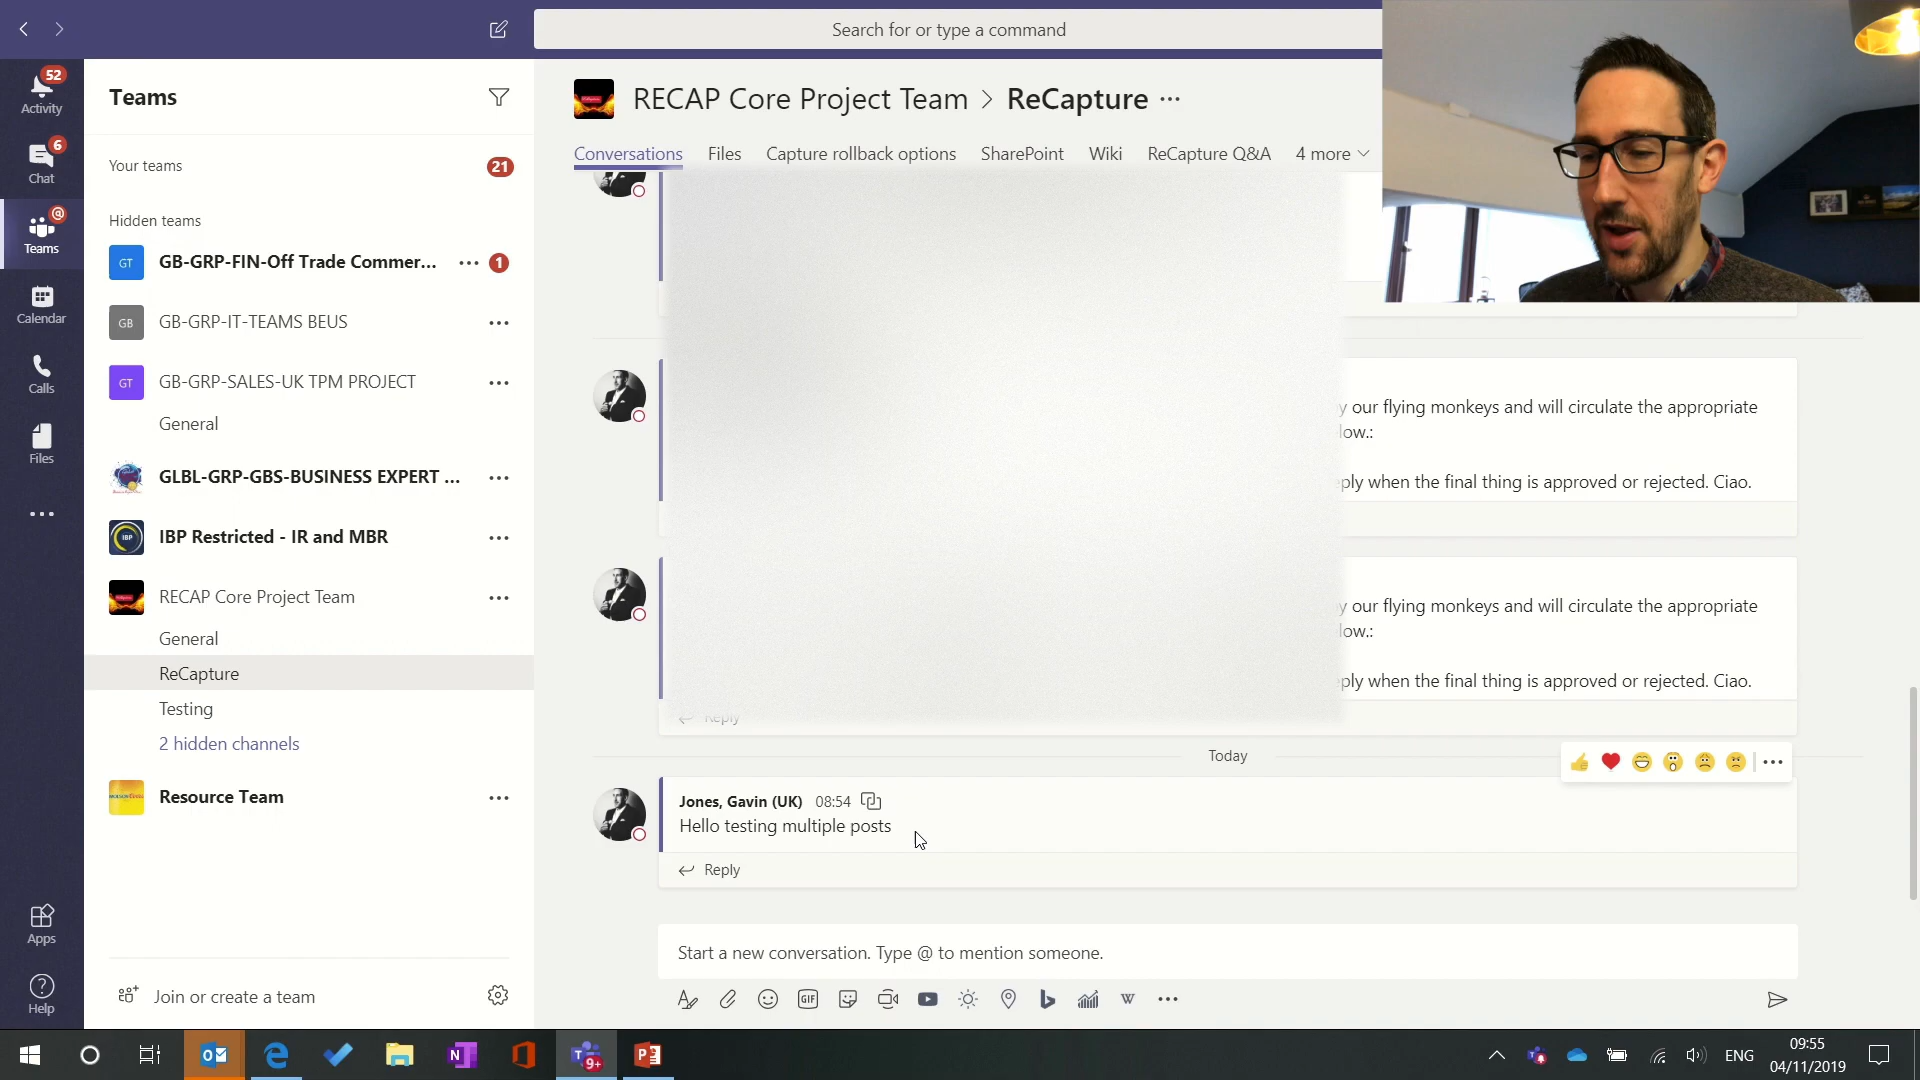 Search for or type a command
52
Activity
6
Chat
@
Teams
Calendar
Calls
Files
Apps
Help
Teams
Your teams
21
Hidden teams
GT
GB-GRP-FIN-Off Trade Commer...
1
GB
GB-GRP-IT-TEAMS BEUS
GT
GB-GRP-SALES-UK TPM PROJECT
General
GLBL-GRP-GBS-BUSINESS EXPERT ...
IBP
IBP Restricted - IR and MBR
RECAP Core Project Team
General
ReCapture
Testing
2 hidden channels
Resource Team
Join or create a team
RECAP Core Project Team > ReCapture ...
Conversations Files Capture rollback options SharePoint Wiki ReCapture Q&A 4 more
y our flying monkeys and will circulate the appropriate
low.:
eply when the final thing is approved or rejected. Ciao.
y our flying monkeys and will circulate the appropriate
low.:
eply when the final thing is approved or rejected. Ciao.
Reply
Today
Jones, Gavin (UK) 08:54
Hello testing multiple posts
Reply
Start a new conversation. Type @ to mention someone.
GIF
W
9+
ENG
09:55
04/11/2019